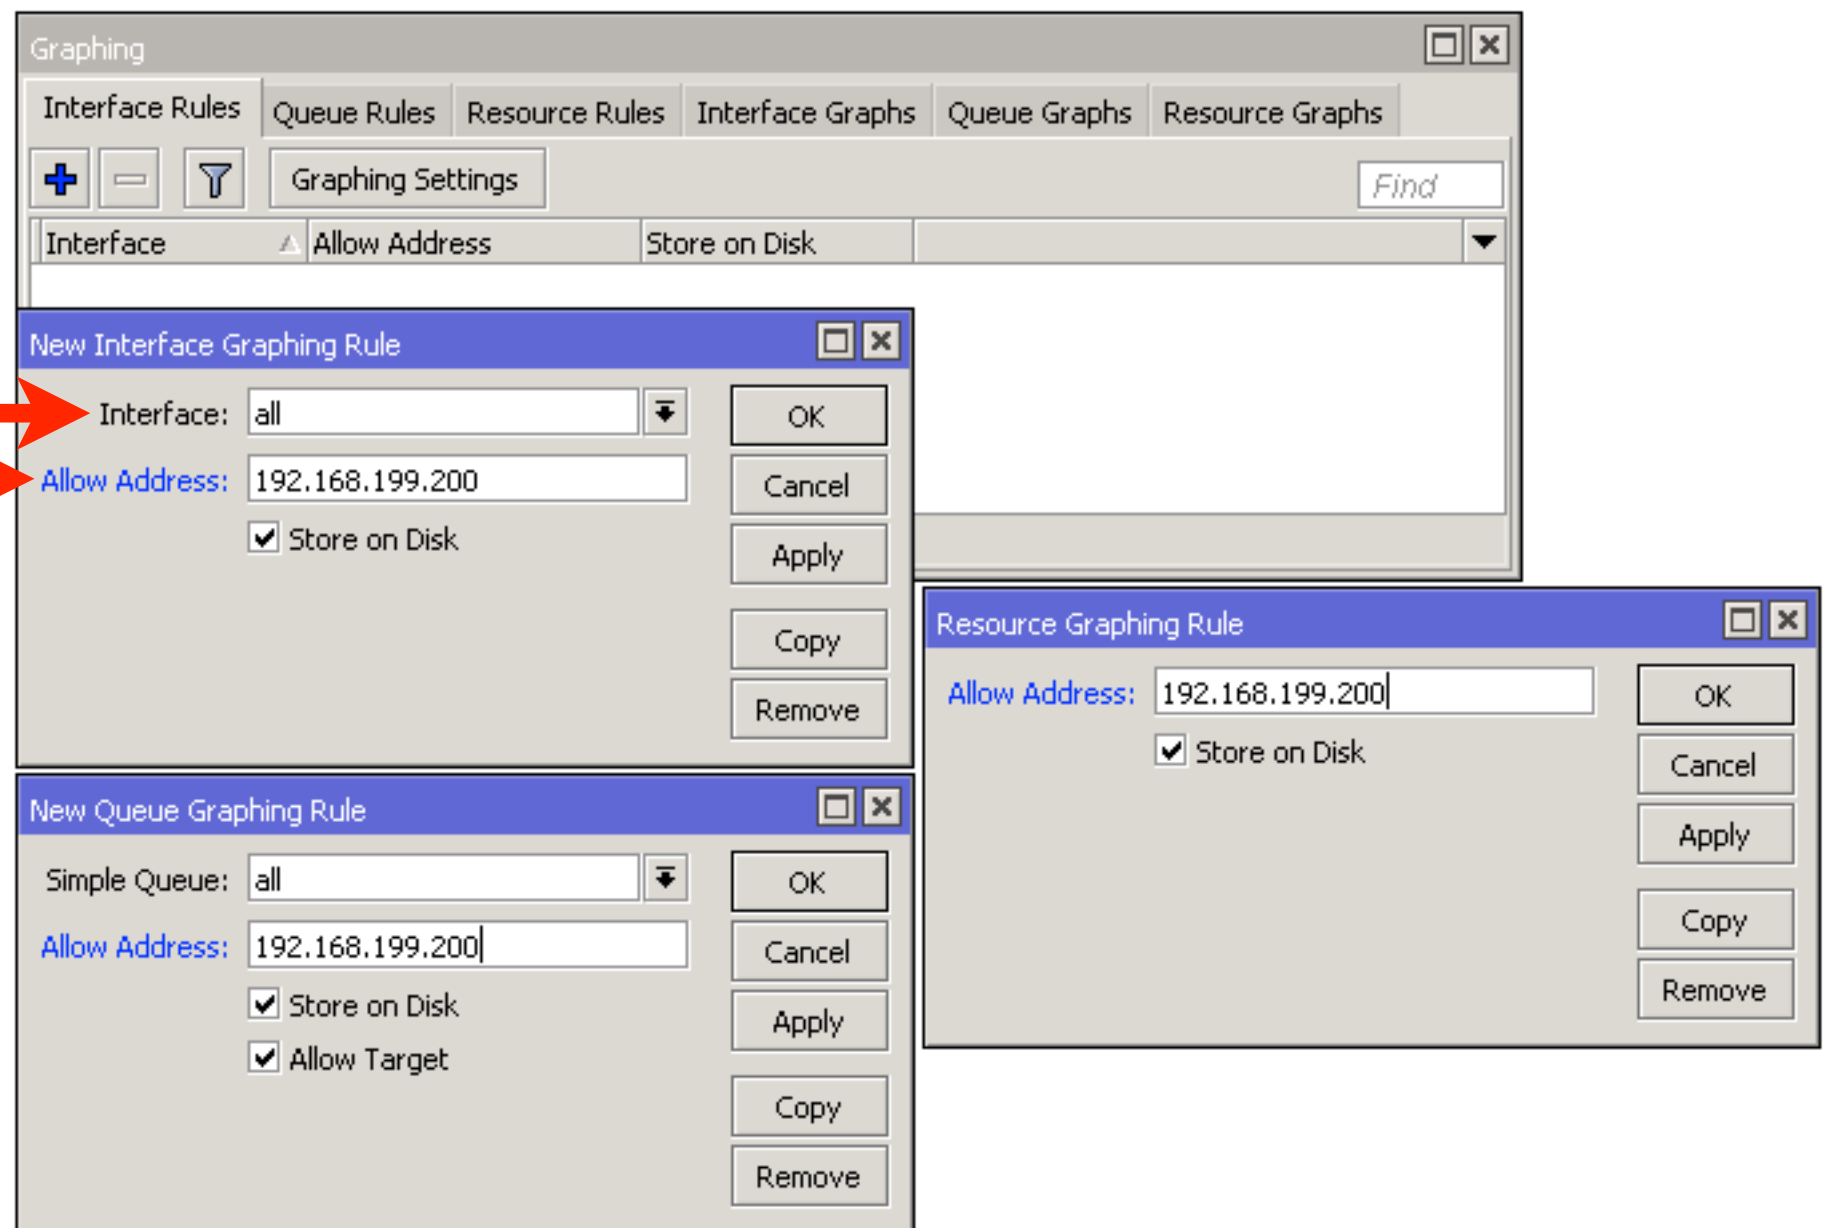 Graphing
Interface Rules Queue Rules Resource Rules Interface Graphs Queue Graphs Resource Graphs
Graphing Settings Find
Interface Allow Address Store on Disk
New Interface Graphing Rule
Interface: all OK
Allow Address: 192.168.199.200 Cancel
Store on Disk Apply
Copy
Remove
Resource Graphing Rule
Allow Address: 192.168.199.200 OK
Store on Disk Cancel
Apply
Copy
Remove
New Queue Graphing Rule
Simple Queue: all OK
Allow Address: 192.168.199.200 Cancel
Store on Disk Apply
Allow Target
Copy
Remove